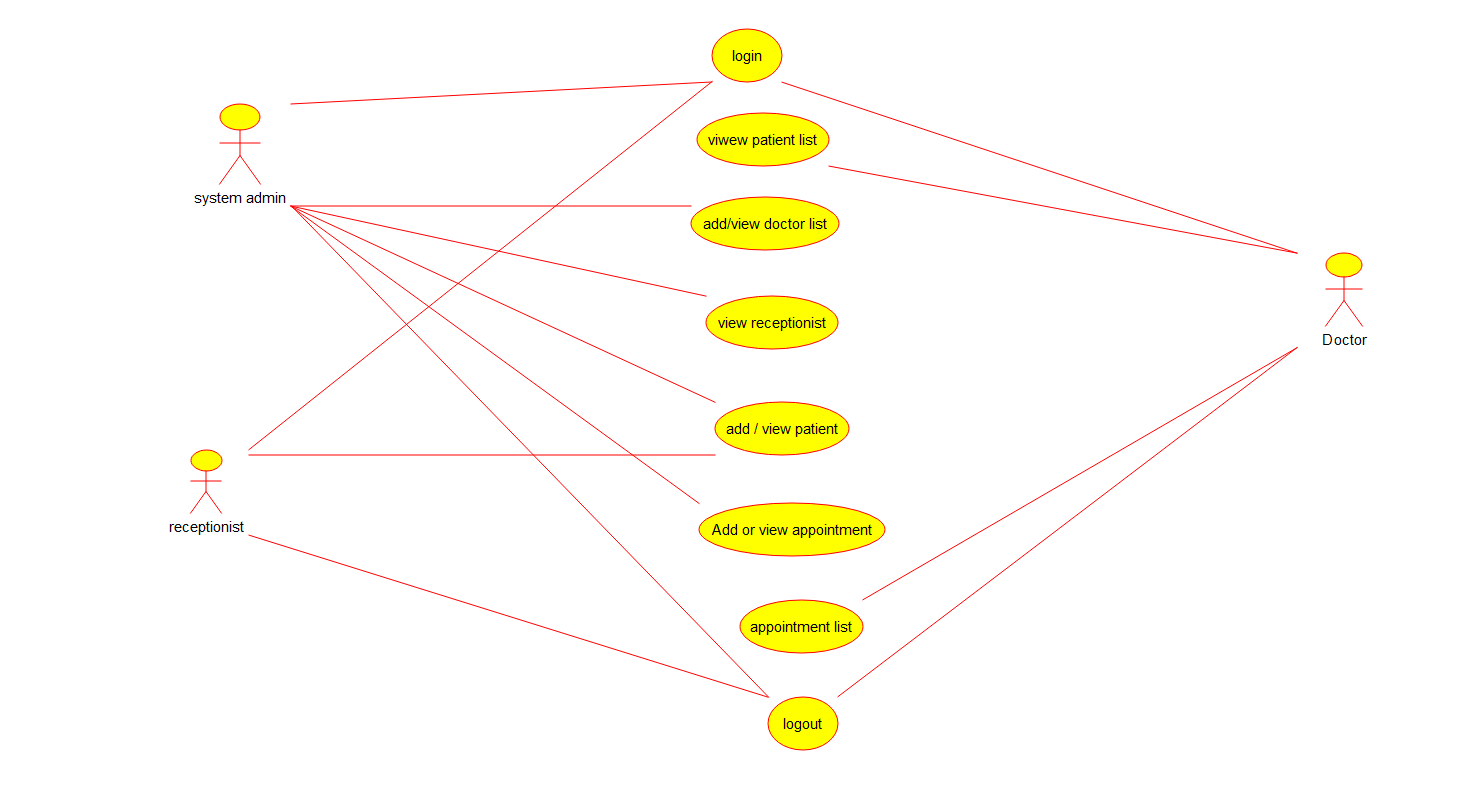 login
viwew patient list
system admin
add/view doctor list
view receptionist
Doctor
add / view patient
receptionist
Add or view appointment
appointment list
logout